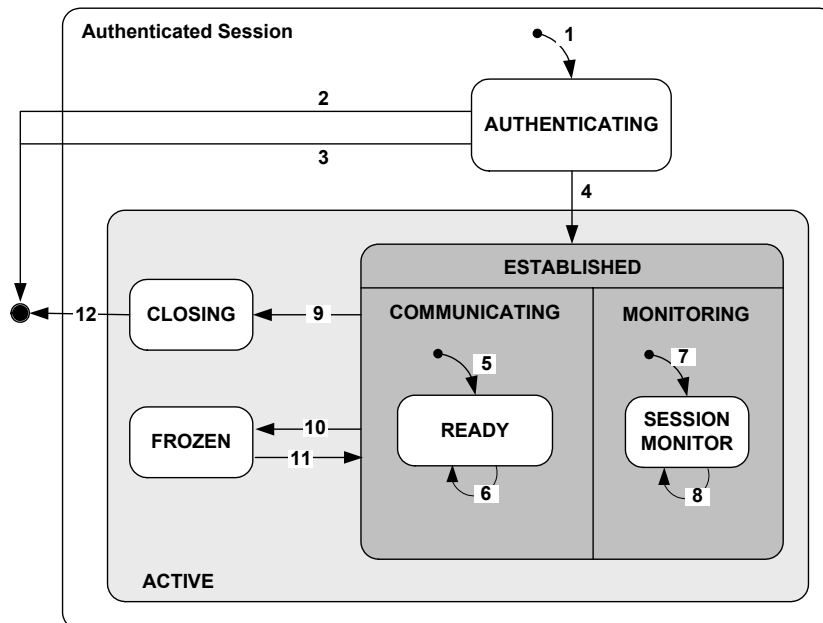 Authenticated Session
1
2
AUTHENTICATING
3
4
ESTABLISHED
CLOSING
12
9
COMMUNICATING
MONITORING
5
7
FROZEN
10
11
READY
SESSION
MONITOR
6
8
ACTIVE